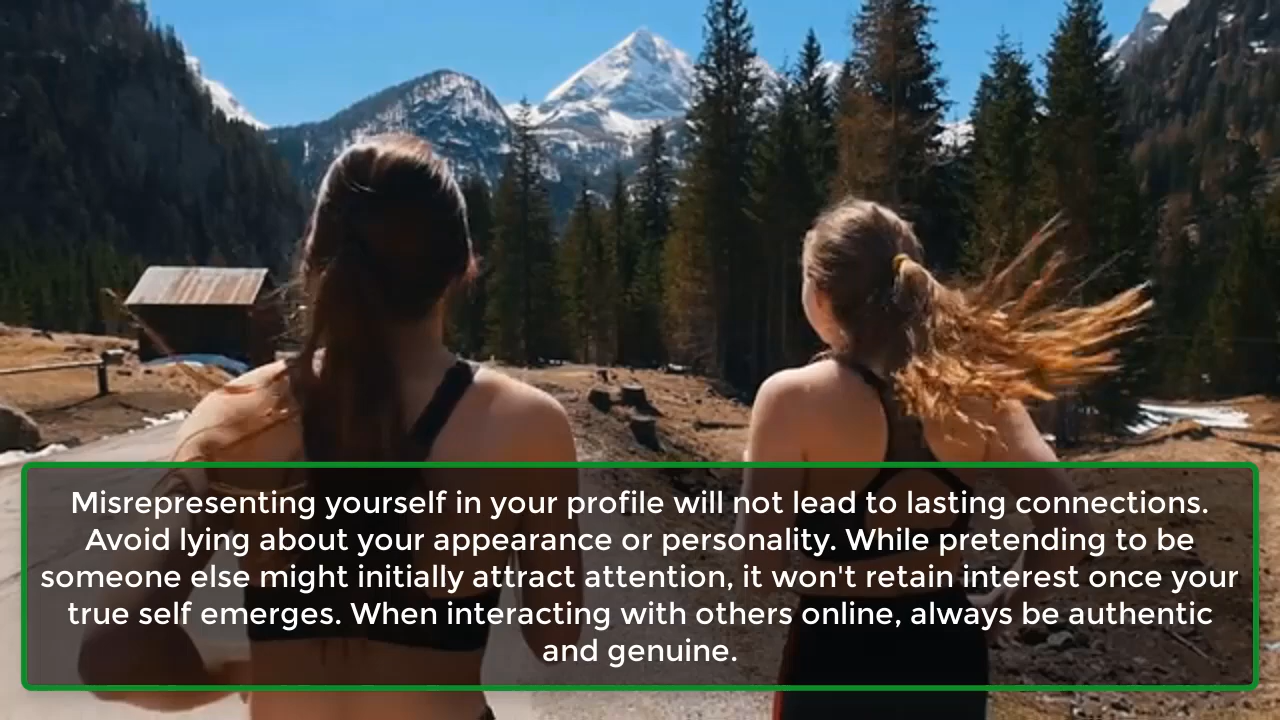 Misrepresenting yourself in your profile will not lead to lasting connections.
Avoid lying about your appearance or personality. While pretending to be
someone else might initially attract attention, it won't retain interest once your
true self emerges. When interacting with others online, always be authentic
and genuine.